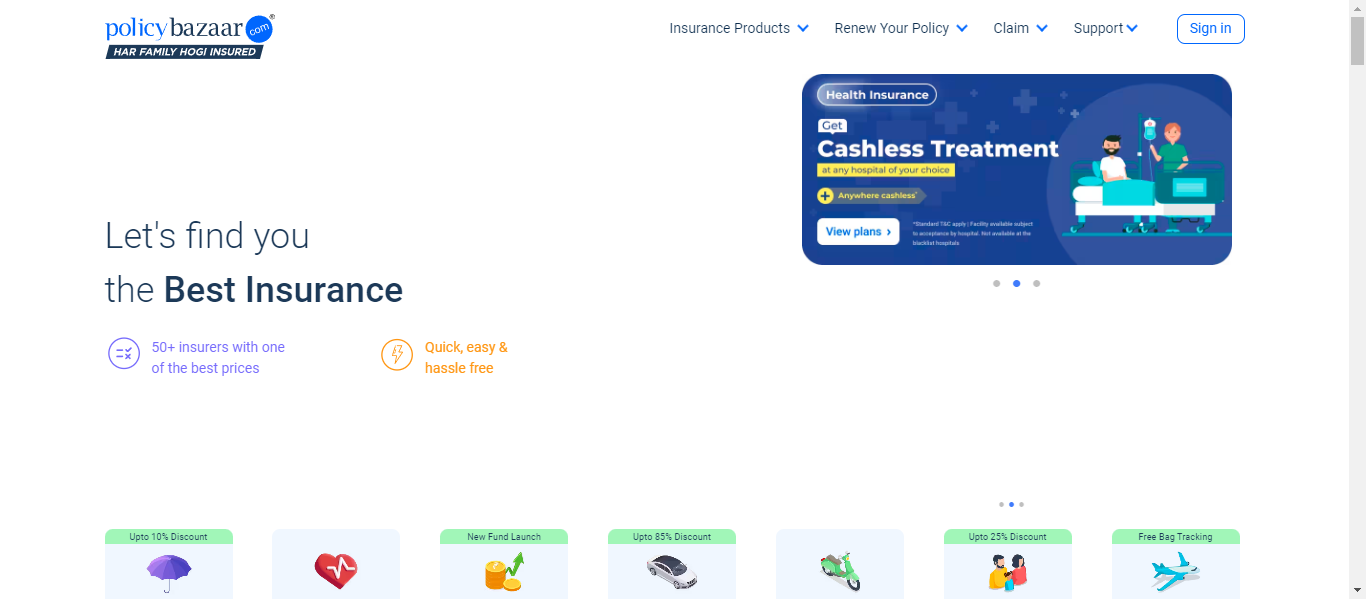 policybazaar.com®
HAR FAMILY HOGI INSURED
Insurance Products
Renew Your Policy
Claim
Support
Sign in
Health Insurance
Get
Cashless Treatment
at any hospital of your choice
Anywhere cashless*
View plans ›
*Standard T&C apply | Facility available subject
to acceptance by hospital. Not available at the
blacklist hospitals.
Let's find you
the Best Insurance
50+ insurers with one
of the best prices
Quick, easy &
hassle free
Upto 10% Discount
New Fund Launch
Upto 85% Discount
Upto 25% Discount
Free Bag Tracking